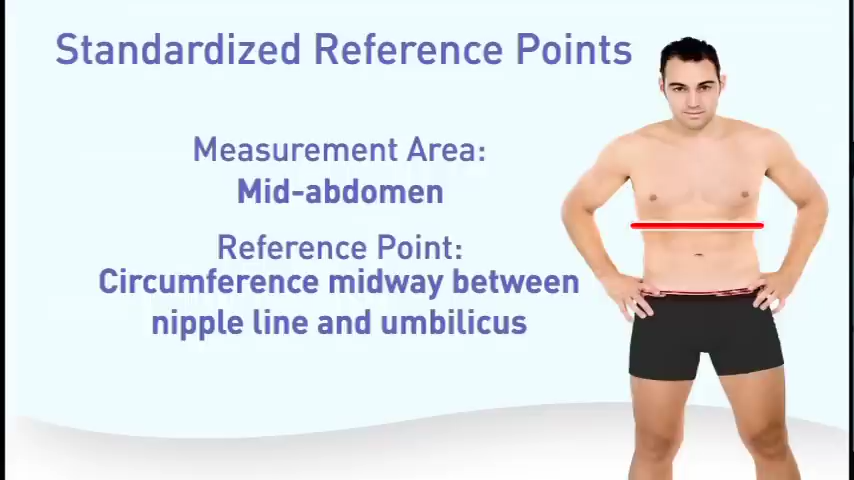 Standardized Reference Points
Measurement Area:
Mid-abdomen
Reference Point:
Circumference midway between
nipple line and umbilicus